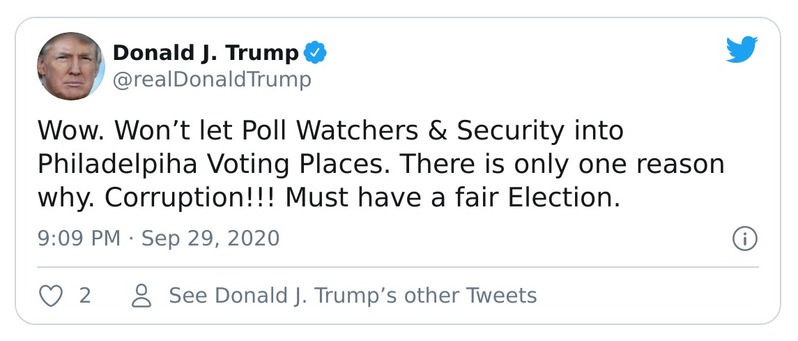 Donald J. Trump
@realDonaldTrump
Wow. Won’t let Poll Watchers & Security into
Philadelpiha Voting Places. There is only one reason
why. Corruption!!! Must have a fair Election.
9:09 PM · Sep 29, 2020
2
See Donald J. Trump’s other Tweets